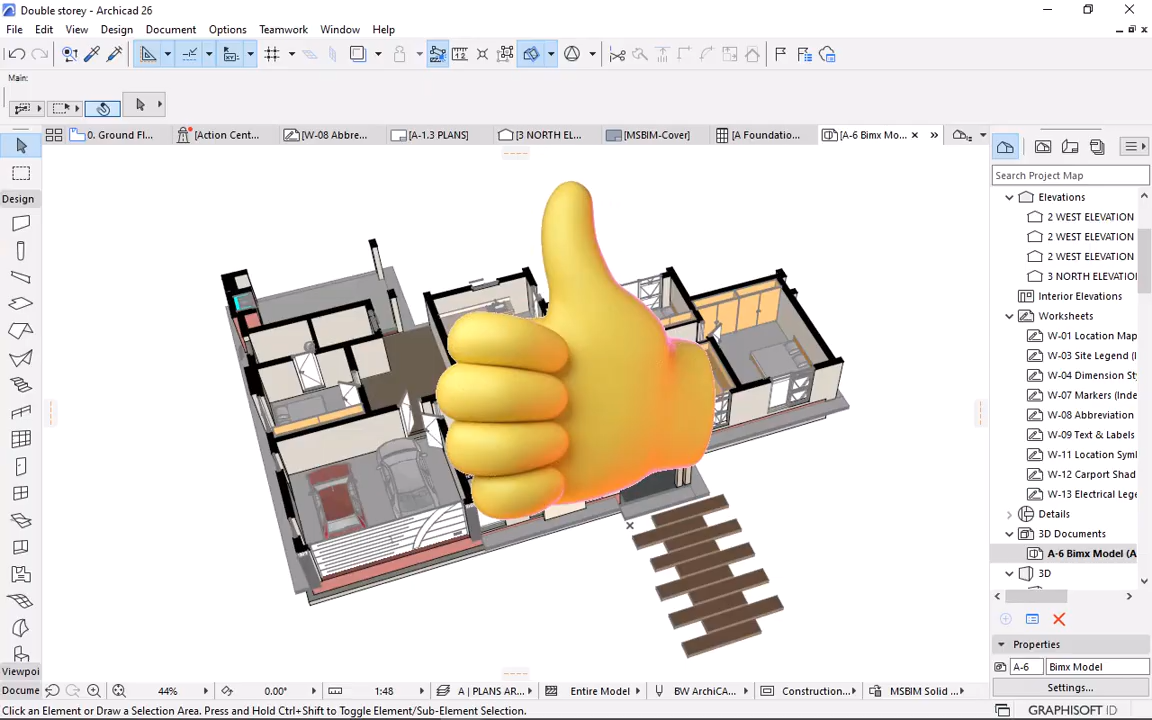 Double storey - Archicad 26
File Edit View Design Document Options Teamwork Window Help
Main:
0. Ground Fl...
[Action Cent...
[W-08 Abbre...
[A-1.3 PLANS]
[3 NORTH EL...
[MSBIM-Cover]
[A Foundatio...
[A-6 Bimx Mo...
Search Project Map
Design
Elevations
2 WEST ELEVATION
2 WEST ELEVATION
2 WEST ELEVATION
3 NORTH ELEVATIO
Interior Elevations
Worksheets
W-01 Location Map
W-03 Site Legend (I
W-04 Dimension Sty
W-07 Markers (Inde
W-08 Abbreviation
W-09 Text & Labels
W-11 Location Symb
W-12 Carport Shad
W-13 Electrical Lege
Details
3D Documents
A-6 Bimx Model (A
3D
Properties
A-6 Bimx Model
Settings...
Viewpoi
Docume
44%
0.00°
1:48
A | PLANS AR...
Entire Model
BW ArchiCA...
Construction...
MSBIM Solid ...
Click an Element or Draw a Selection Area. Press and Hold Ctrl+Shift to Toggle Element/Sub-Element Selection.
GRAPHISOFT ID